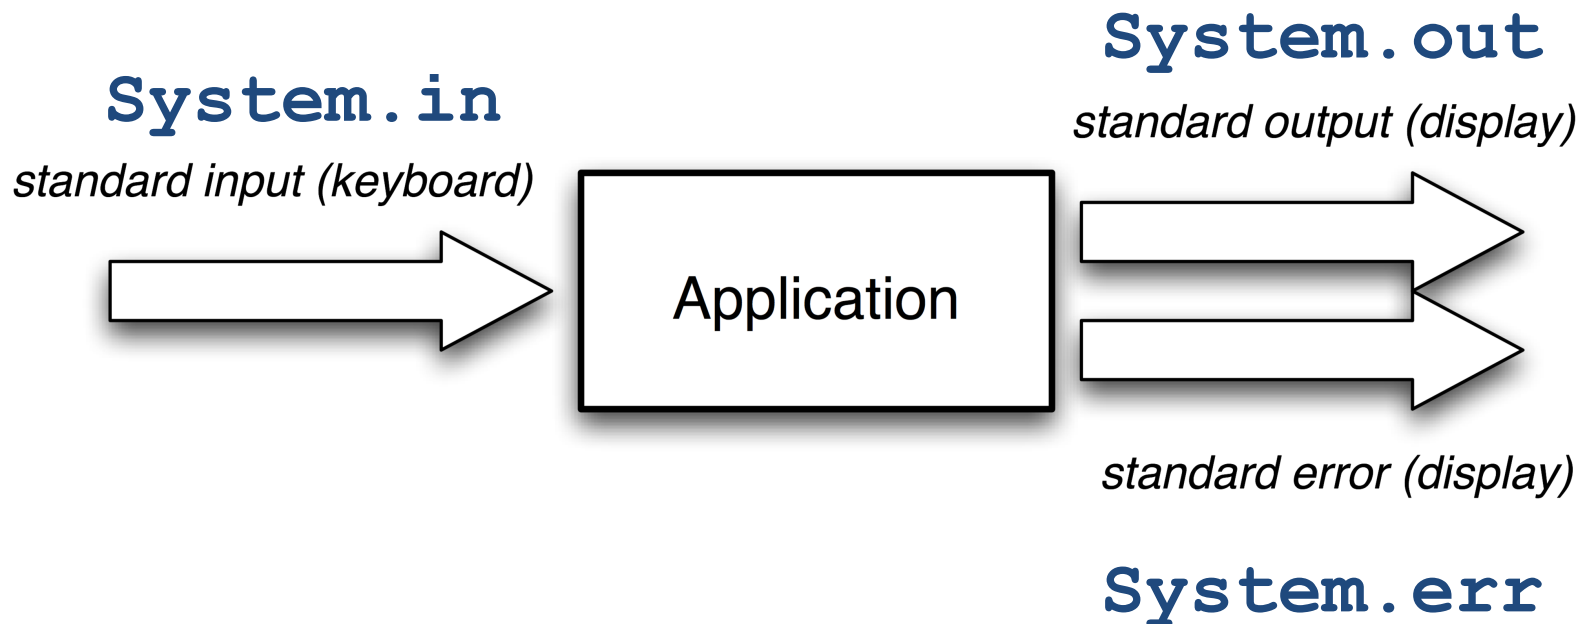 System.in
standard input (keyboard)
Application
System.out
standard output (display)
standard error (display)
System.err